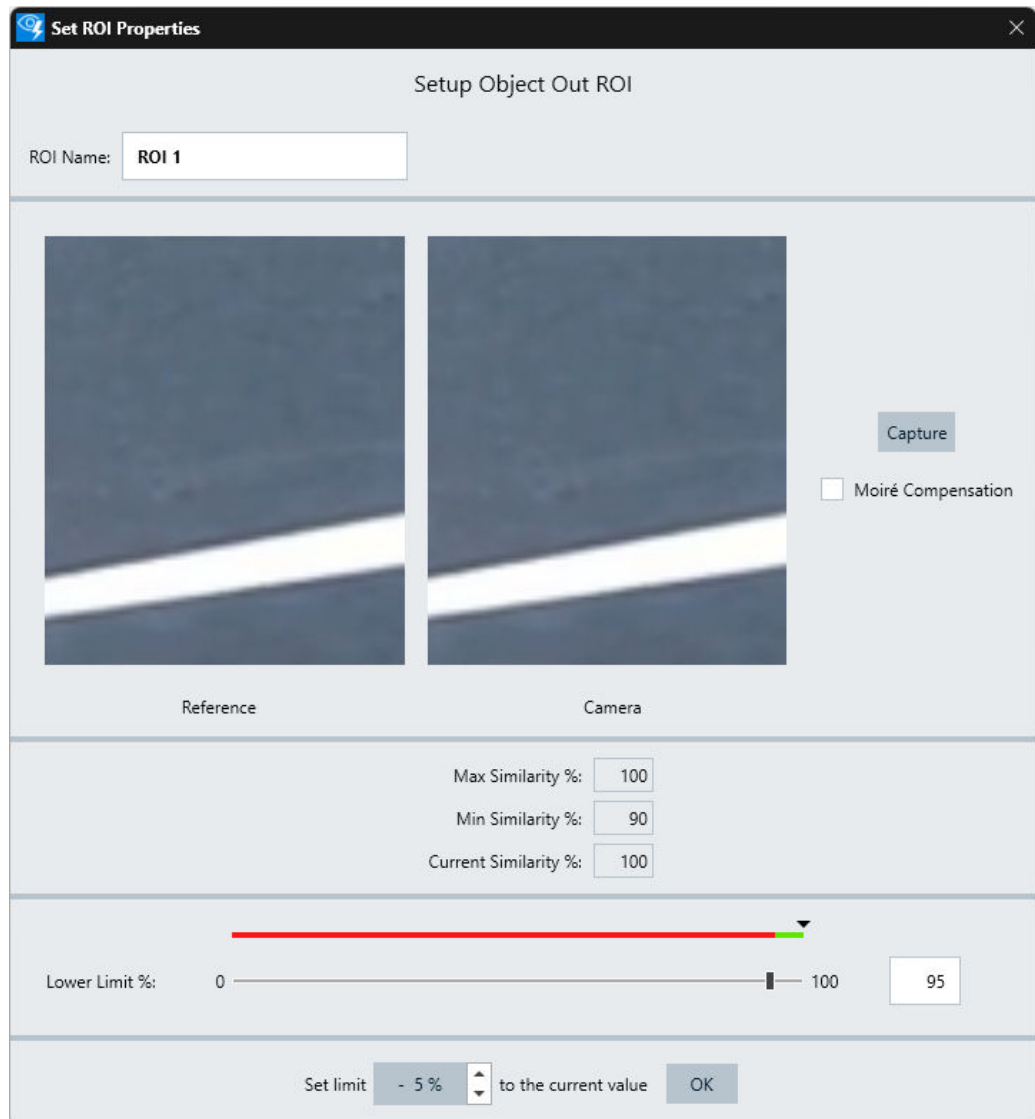 Set ROI Properties
Setup Object Out ROI
ROI Name: ROI 1
Capture
Moiré Compensation
Reference Camera
Max Similarity %: 100
Min Similarity %: 90
Current Similarity %: 100
Lower Limit %: 0 100 95
Set limit - 5 % to the current value OK